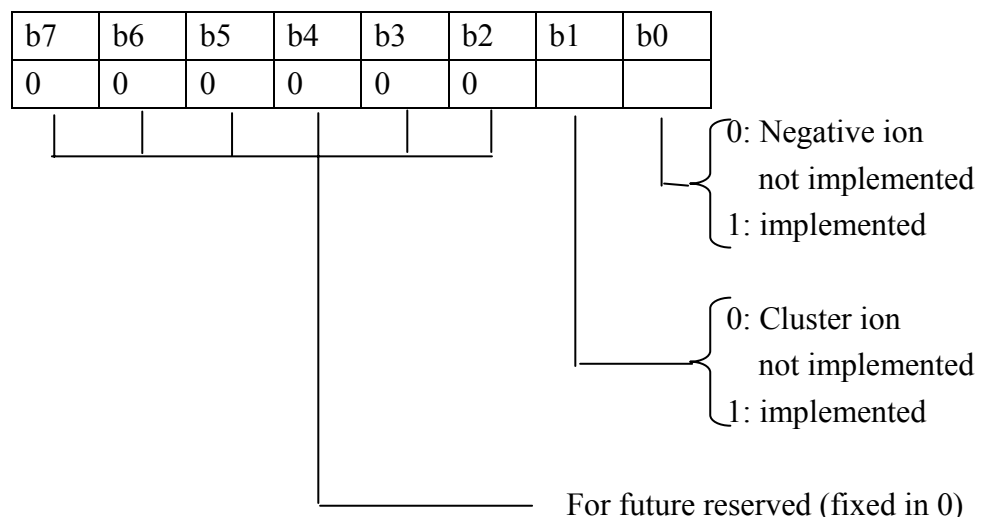 b7 b6 b5 b4 b3 b2 b1 b0
0 0 0 0 0 0
0: Negative ion
not implemented
1: implemented
0: Cluster ion
not implemented
1: implemented
For future reserved (fixed in 0)